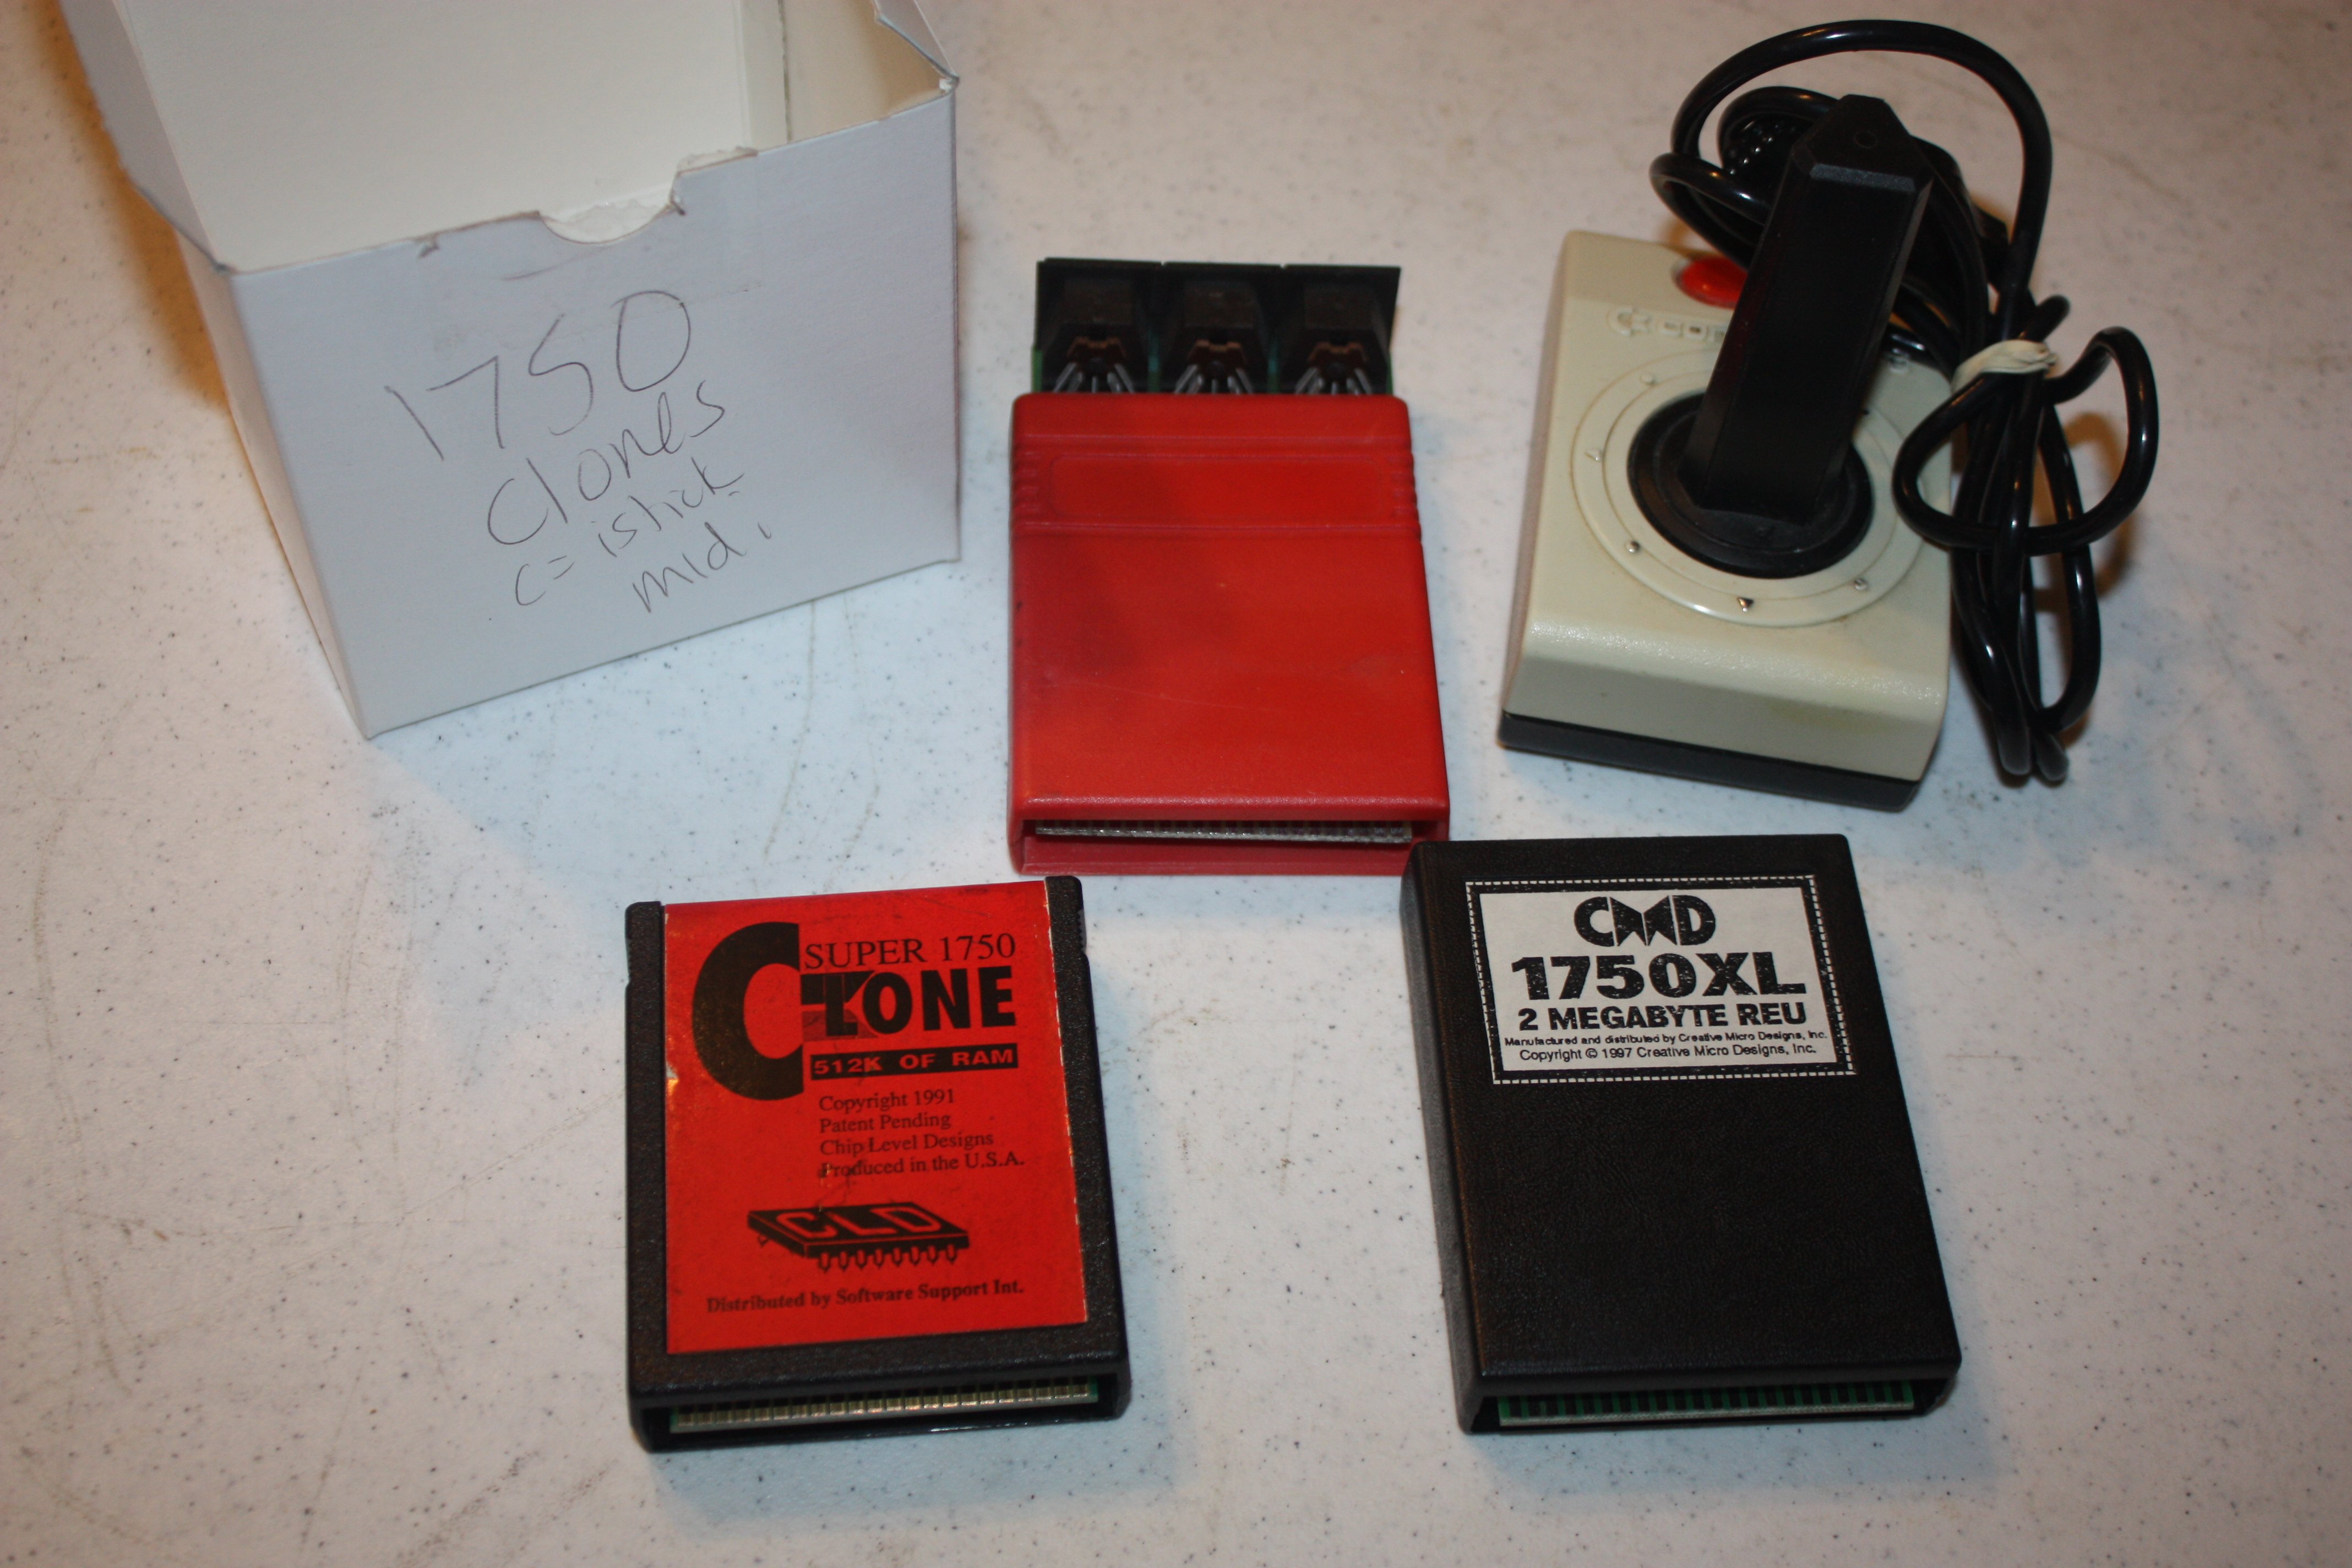 1750
Clones
C= jstick
mid.
SUPER 1750
CLONE
512K OF RAM
Copyright 1991
Patent Pending
Chip Level Designs
Produced in the U.S.A.
CLD
Distributed by Software Support Int.
CMD
1750XL
2 MEGABYTE REU
Manufactured and distributed by Creative Micro Designs, Inc.
Copyright © 1997 Creative Micro Designs, Inc.